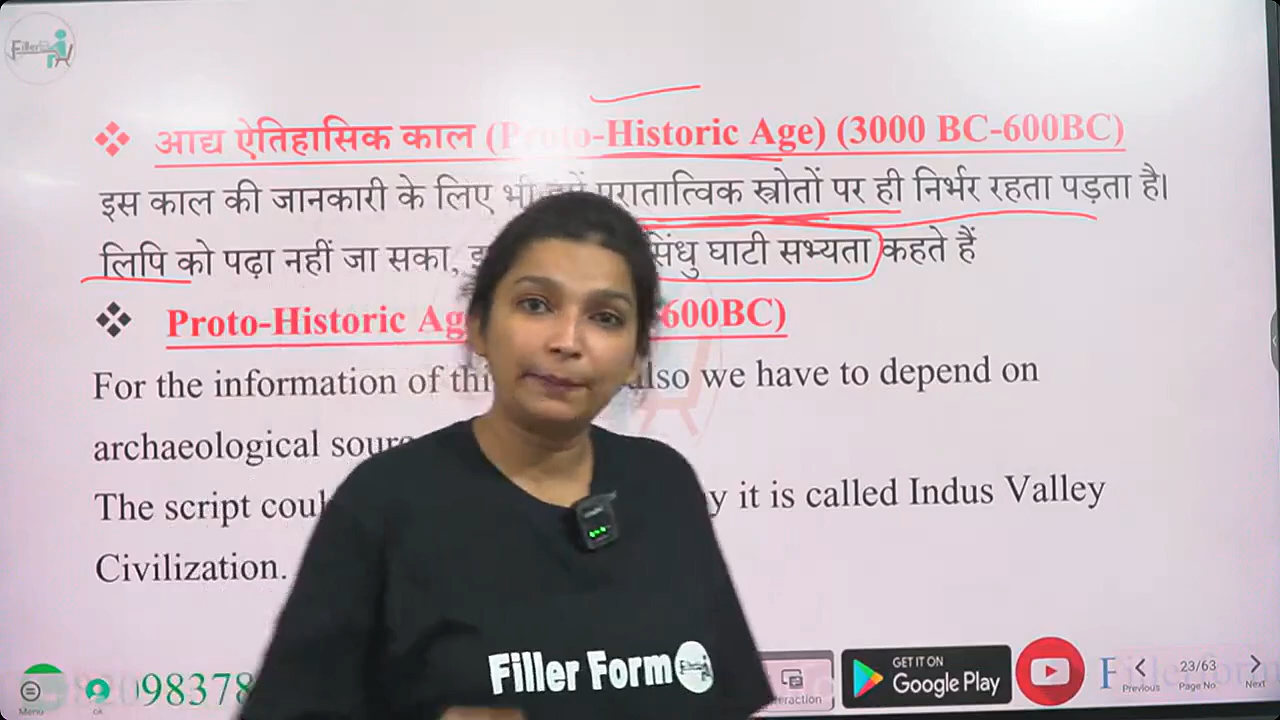 Filler
❖ आद्य ऐतिहासिक काल (Proto-Historic Age) (3000 BC-600BC)
इस काल की जानकारी के लिए भी पुरातात्विक स्त्रोतों पर ही निर्भर रहता पड़ता है।
लिपि को पढ़ा नहीं जा सका, सिंधु घाटी सभ्यता कहते हैं
❖ Proto-Historic Ag 600BC)
For the information of thi also we have to depend on
archaeological sour
The script coul y it is called Indus Valley
Civilization.
Filler Form
098378
Menu
GET IT ON
Google Play
Previous
23/63
Page No.
Next